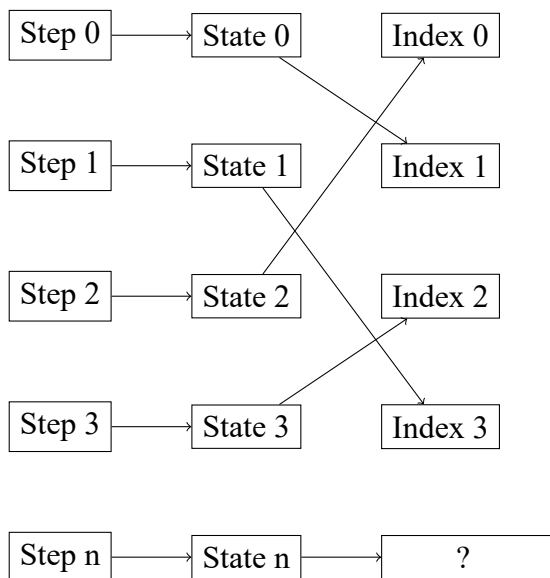 Step 0 State 0 Index 0
Step 1 State 1 Index 1
Step 2 State 2 Index 2
Step 3 State 3 Index 3
Step n State n ?